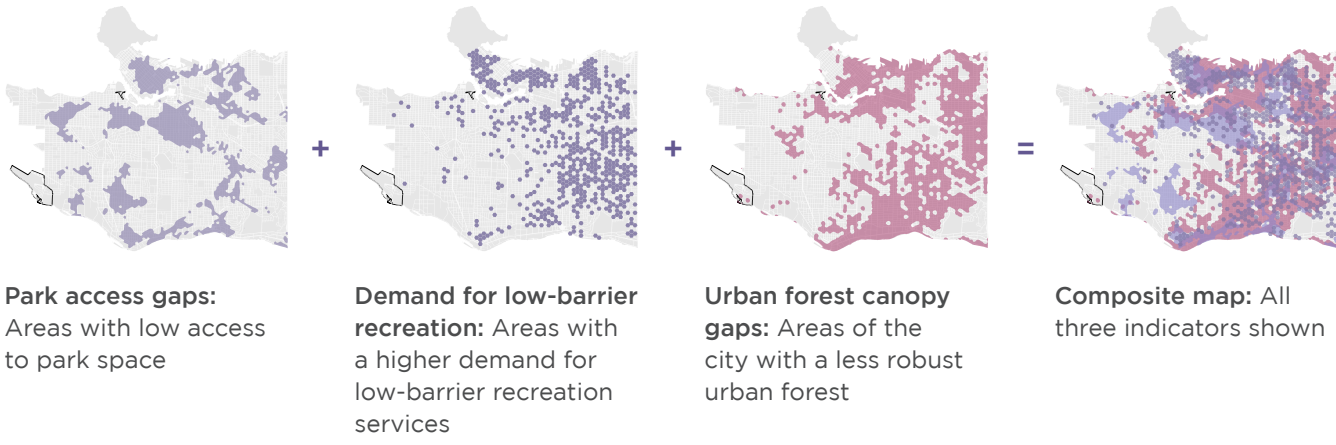 +
+
=
Park access gaps:
Areas with low access
to park space
Demand for low-barrier
recreation: Areas with
a higher demand for
low-barrier recreation
services
Urban forest canopy
gaps: Areas of the
city with a less robust
urban forest
Composite map: All
three indicators shown